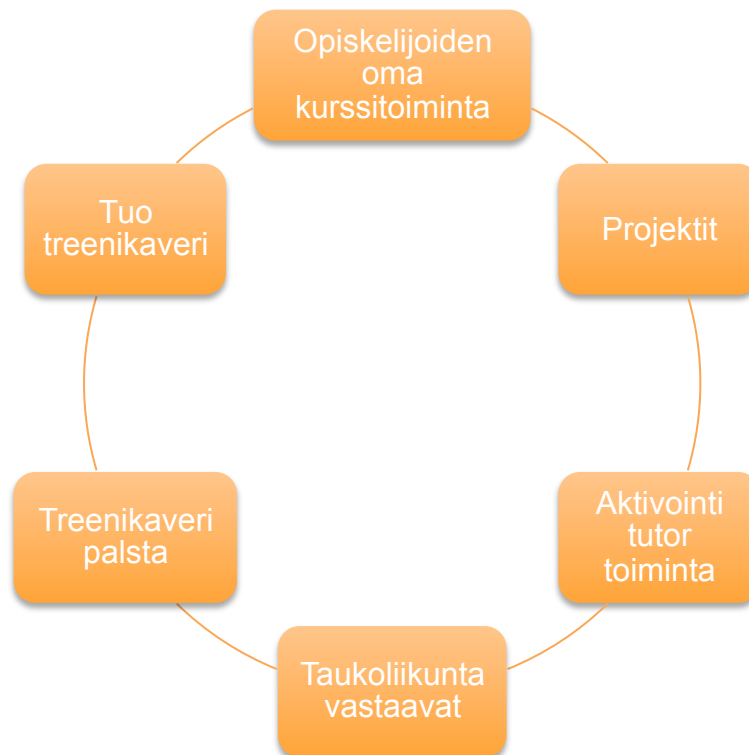 Opiskelijoiden
oma
kurssitoiminta
Projektit
Aktivointi
tutor
toiminta
Taukoliikunta
vastaavat
Treenikaveri
palsta
Tuo
treenikaveri